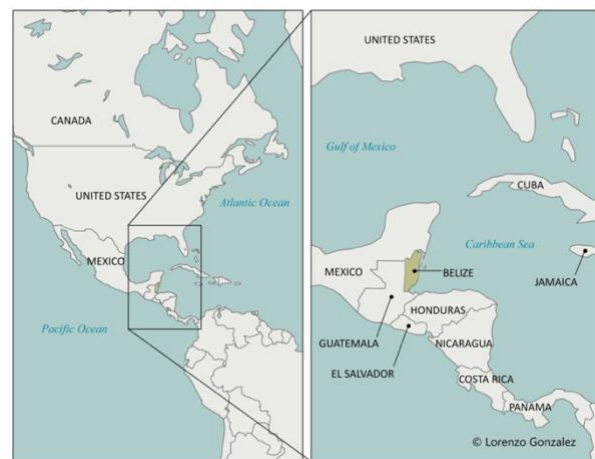 CANADA
UNITED STATES
Atlantic Ocean
MEXICO
Pacific Ocean
UNITED STATES
Gulf of Mexico
CUBA
Caribbean Sea
MEXICO
BELIZE
JAMAICA
HONDURAS
GUATEMALA
NICARAGUA
EL SALVADOR
COSTA RICA
PANAMA
© Lorenzo Gonzalez